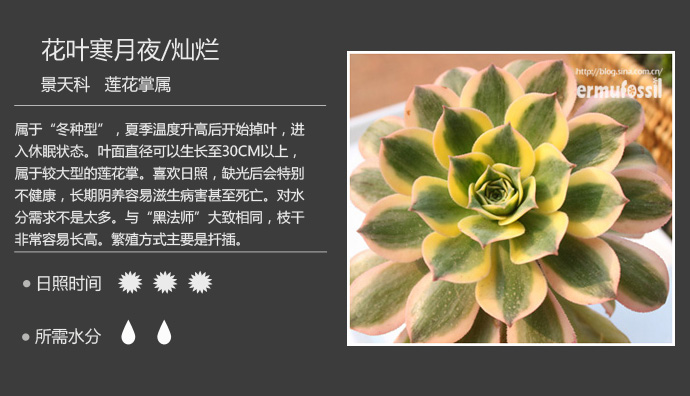 花叶寒月夜/灿烂
景天科 莲花掌属
属于“冬种型”，夏季温度升高后开始掉叶，进
入休眠状态。叶面直径可以生长至30CM以上，
属于较大型的莲花掌。喜欢日照，缺光后会特别
不健康，长期阴养容易滋生病害甚至死亡。对水
分需求不是太多。与“黑法师”大致相同，枝干
非常容易长高。繁殖方式主要是扦插。
日照时间
所需水分
http://blog.sina.com.cn/
ermufossil